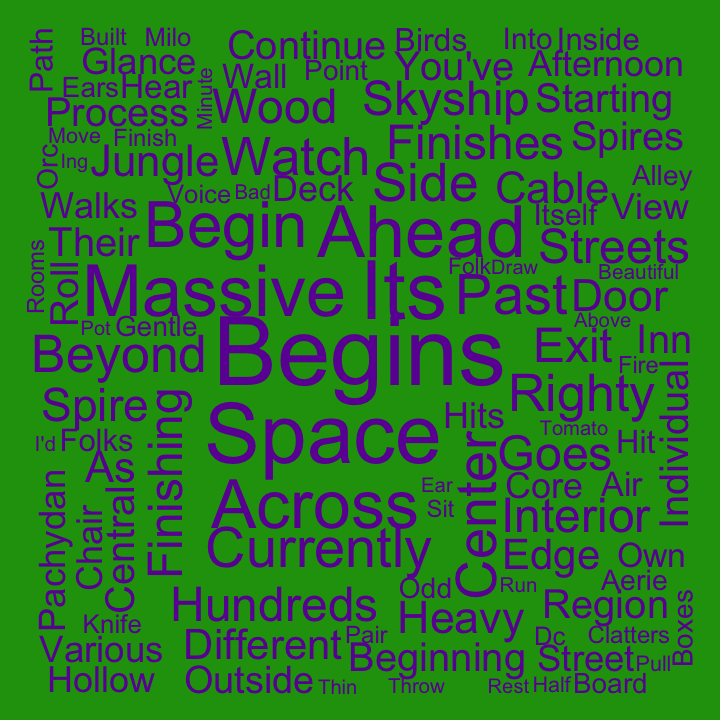 Path
Built
Milo
Continue
Birds
Into
Inside
Glance
Wall
Point
You've
Afternoon
Ears
Hear
Minute
Wood
Skyship
Starting
Process
Move
Finish
Watch
Finishes
Spires
Orc
Ing
Jungle
Voice
Bad
Deck
Side
Cable
Alley
Walks
Begin
Ahead
Itself
View
Their
Streets
Rooms
Roll
Massive
Its
Folk
Draw
Beautiful
Past
Door
Pot
Gentle
Begins
Above
Inn
Beyond
Exit
Fire
Spire
Finishing
Space
Hits
Righty
Individual
Tomato
I'd
Folks
Center
Goes
Hit
As
Ear
Core
Air
Pachydan
Chair
Centrals
Across
Sit
Interior
Currently
Edge
Own
Odd
Run
Aerie
Hundreds
Heavy
Region
Boxes
Knife
Pair
Dc
Clatters
Various
Different
Beginning
Street
Pull
Hollow
Outside
Thin
Throw
Rest
Half
Board